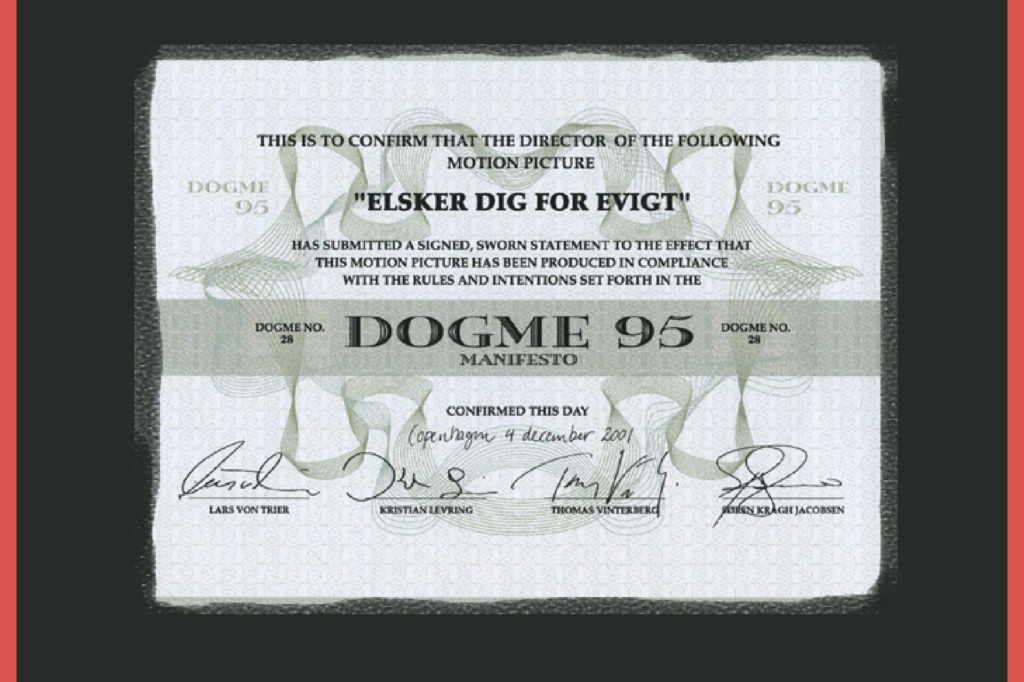 THIS IS TO CONFIRM THAT THE DIRECTOR OF THE FOLLOWING
MOTION PICTURE
DOGME
95
DOGME
95
"ELSKER DIG FOR EVIGT"
HAS SUBMITTED A SIGNED, SWORN STATEMENT TO THE EFFECT THAT
THIS MOTION PICTURE HAS BEEN PRODUCED IN COMPLIANCE
WITH THE RULES AND INTENTIONS SET FORTH IN THE
DOGME NO.
28
DOGME 95
MANIFESTO
DOGME NO.
28
CONFIRMED THIS DAY
Copenhagen 4 december 2001
LARS VON TRIER
KRISTIAN LEVRING
THOMAS VINTERBERG
SØREN KRAGH JACOBSEN